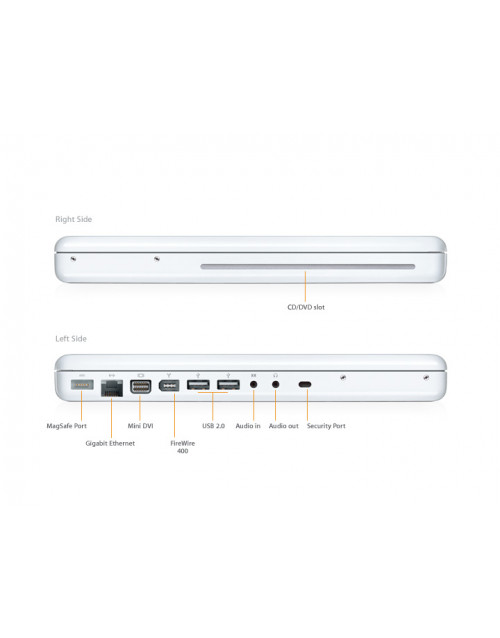 Right Side
CD/DVD slot
Left Side
MagSafe Port
Gigabit Ethernet
Mini DVI
FireWire
400
USB 2.0
Audio in
Audio out
Security Port